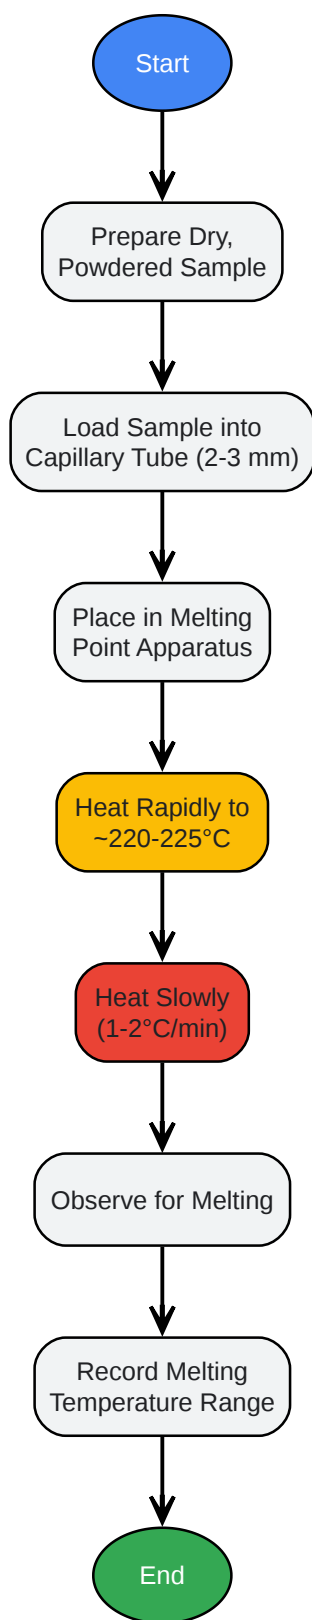 Start
Prepare Dry,
Powdered Sample
Load Sample into
Capillary Tube (2-3 mm)
Place in Melting
Point Apparatus
Heat Rapidly to
~220-225°C
Heat Slowly
(1-2°C/min)
Observe for Melting
Record Melting
Temperature Range
End